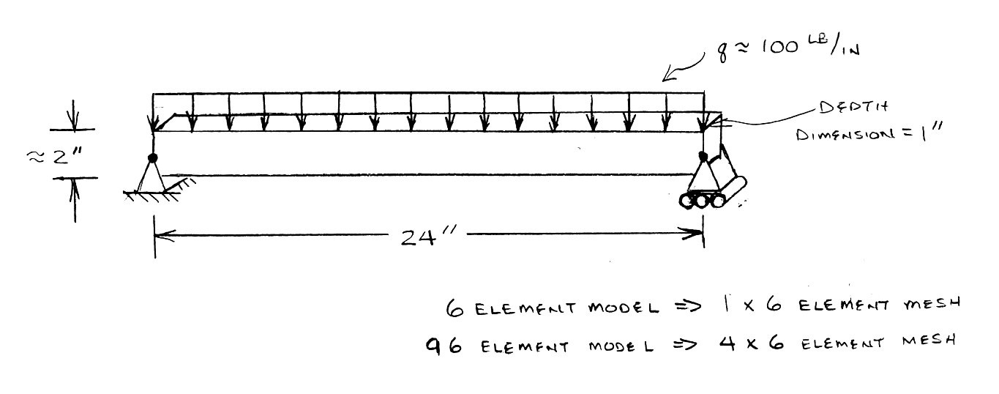 q ≈ 100 LB/IN
DEPTH
DIMENSION = 1"
≈ 2"
24"
6 ELEMENT MODEL => 1 x 6 ELEMENT MESH
96 ELEMENT MODEL => 4 x 6 ELEMENT MESH